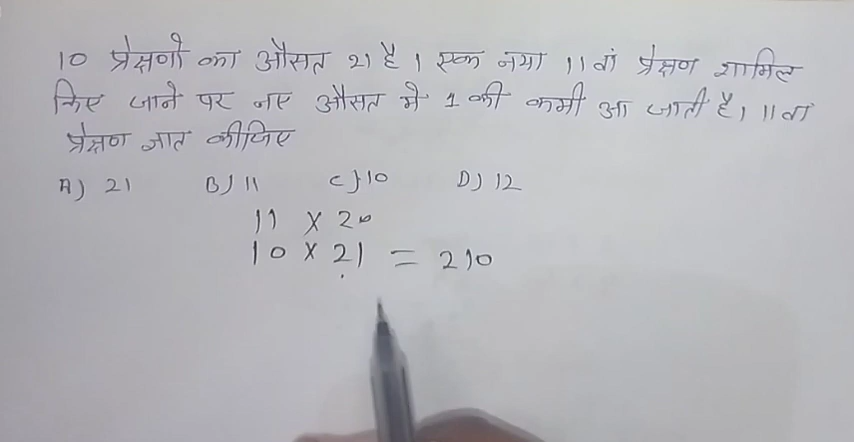 10 प्रेक्षणो का औसत 21 है। एक नया 11 वां प्रेक्षण शामिल
किए जाने पर नए औसत मे 1 की कमी आ जाती है। 11 वा
प्रेक्षण ज्ञात कीजिए
A) 21 B) 11 C) 10 D) 12
11 × 20
10 × 21 = 210